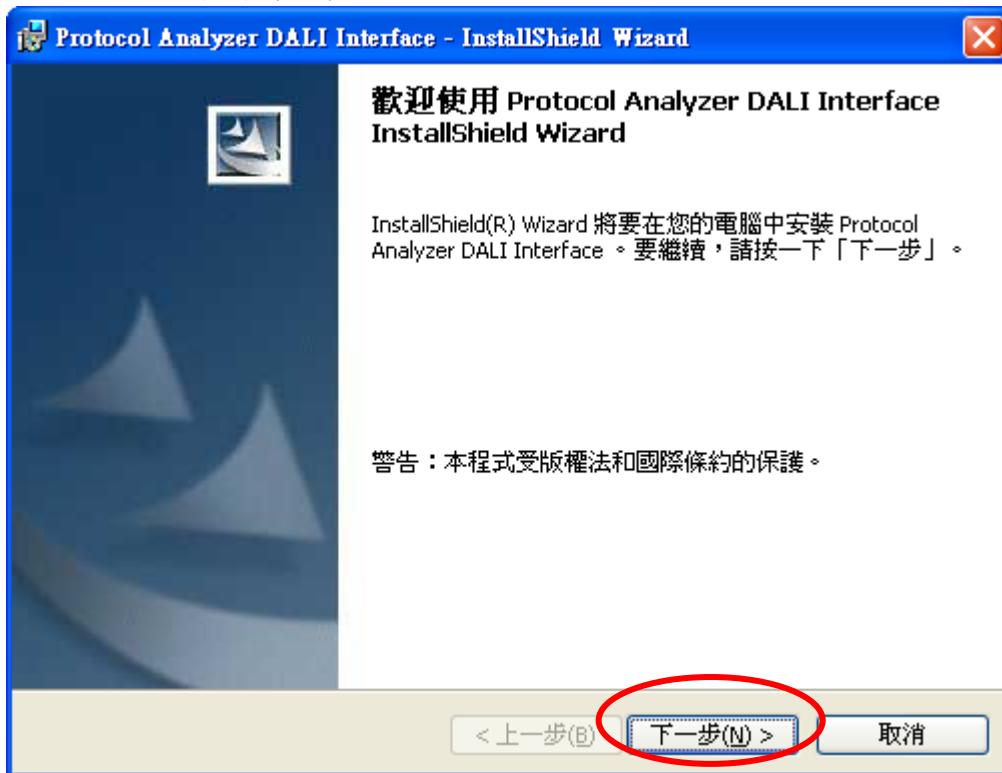 Protocol Analyzer DALI Interface - InstallShield Wizard
歡迎使用 Protocol Analyzer DALI Interface
InstallShield Wizard
InstallShield(R) Wizard 將要在您的電腦中安裝 Protocol
Analyzer DALI Interface 。要繼續，請按一下「下一步」。
警告：本程式受版權法和國際條約的保護。
< 上一步(B)
下一步(N) >
取消